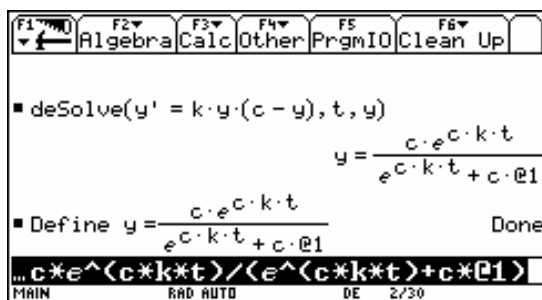 F1 F2 F3 F4 F5 F6
Algebra Calc Other PrgmIO Clean Up
▪ deSolve(y' = k·y·(c - y), t, y)
y = c·e^c·k·t / e^c·k·t + c·@1
▪ Define y = c·e^c·k·t / e^c·k·t + c·@1 Done
…c*e^(c*k*t)/(e^(c*k*t)+c*@1)
MAIN RAD AUTO DE 2/30